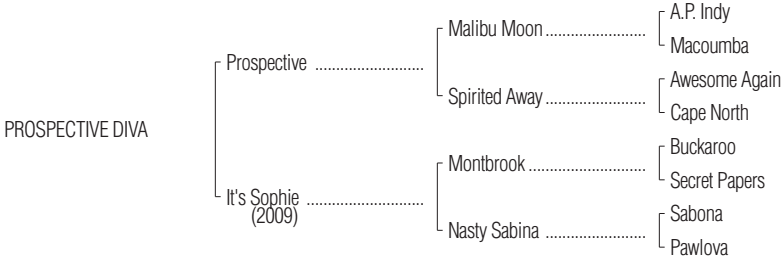 A.P. Indy
Malibu Moon
Macoumba
Prospective
Awesome Again
Spirited Away
Cape North
PROSPECTIVE DIVA
Buckaroo
Montbrook
Secret Papers
It's Sophie
(2009)
Sabona
Nasty Sabina
Pawlova